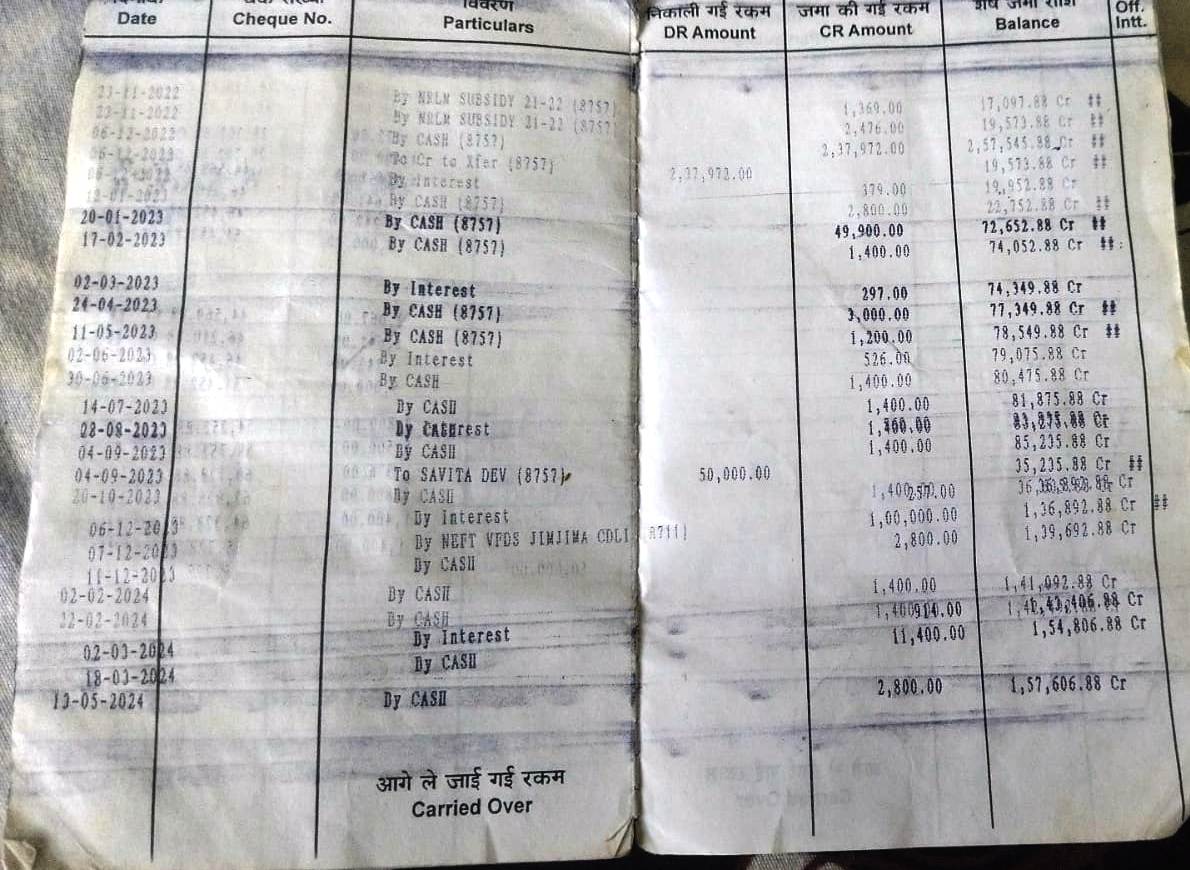 Date Cheque No. विवरण Particulars निकाली गई रकम DR Amount जमा की गई रकम CR Amount शेष जमा राशि Balance Off. Intt.
23-11-2022 By NRLM SUBSIDY 21-22 (8757) 1,369.00 17,097.88 Cr ‡‡
23-11-2022 By NRLM SUBSIDY 21-22 (8757) 2,476.00 19,573.88 Cr ‡‡
By CASH (8757) 2,37,972.00 2,57,545.88 Cr ‡‡
To Cr to Xfer (8757) 2,37,972.00 19,573.88 Cr ‡‡
By Interest 379.00 19,952.88 Cr
By CASH (8757) 2,800.00 22,752.88 Cr ‡‡
20-01-2023 By CASH (8757) 49,900.00 72,652.88 Cr ‡‡
17-02-2023 By CASH (8757) 1,400.00 74,052.88 Cr ‡‡
02-03-2023 By Interest 297.00 74,349.88 Cr
24-04-2023 By CASH (8757) 3,000.00 77,349.88 Cr ‡‡
11-05-2023 By CASH (8757) 1,200.00 78,549.88 Cr ‡‡
02-06-2023 By Interest 526.00 79,075.88 Cr
30-06-2023 By CASH 1,400.00 80,475.88 Cr
14-07-2023 By CASH 1,400.00 81,875.88 Cr
28-08-2023 By Cr
04-09-2023 By CASH 1,400.00 85,235.88 Cr
04-09-2023 To SAVITA DEV (8757) 50,000.00 35,235.88 Cr ‡‡
20-10-2023 By CASH Cr
06-12-2023 By Interest
07-12-2023 By NEFT VFDS JIMJIMA CDLI 8711) 1,00,000.00 1,36,892.88 Cr ‡‡
11-12-2023 By CASH 2,800.00 1,39,692.88 Cr
02-02-2024 By CASH 1,400.00 1,41,092.88 Cr
22-02-2024 By CASH Cr
02-03-2024 By Interest
18-03-2024 By CASH 11,400.00 1,54,806.88 Cr
13-05-2024 By CASH 2,800.00 1,57,606.88 Cr
आगे ले जाई गई रकम
Carried Over